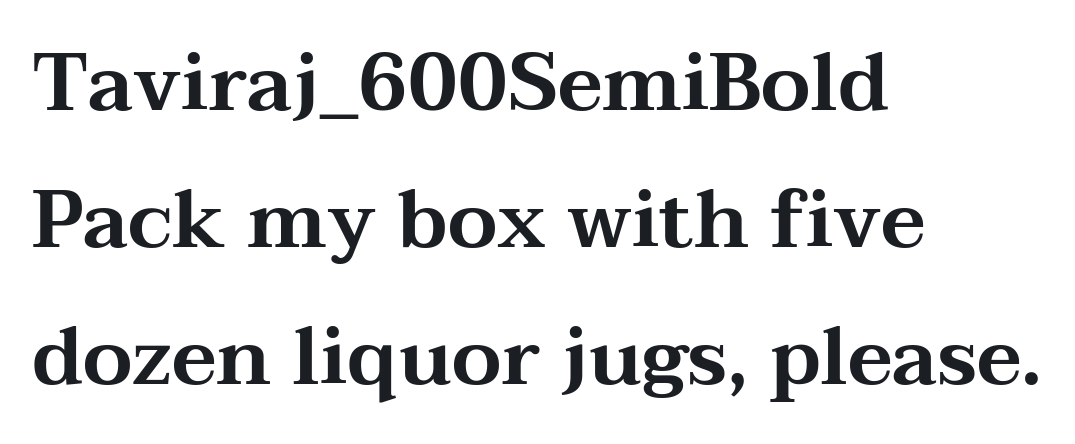 Taviraj_600SemiBold
Pack my box with five
dozen liquor jugs, please.